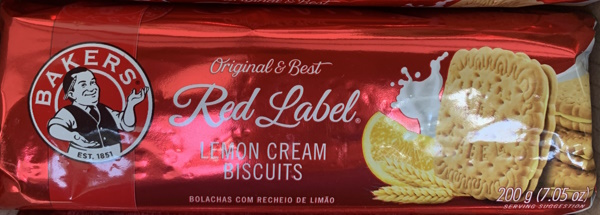 BAKERS
EST. 1851
Original & Best
Red Label®
LEMON CREAM
BISCUITS
BOLACHAS COM RECHEIO DE LIMÃO
200 g (7.05 oz)
SERVING SUGGESTION